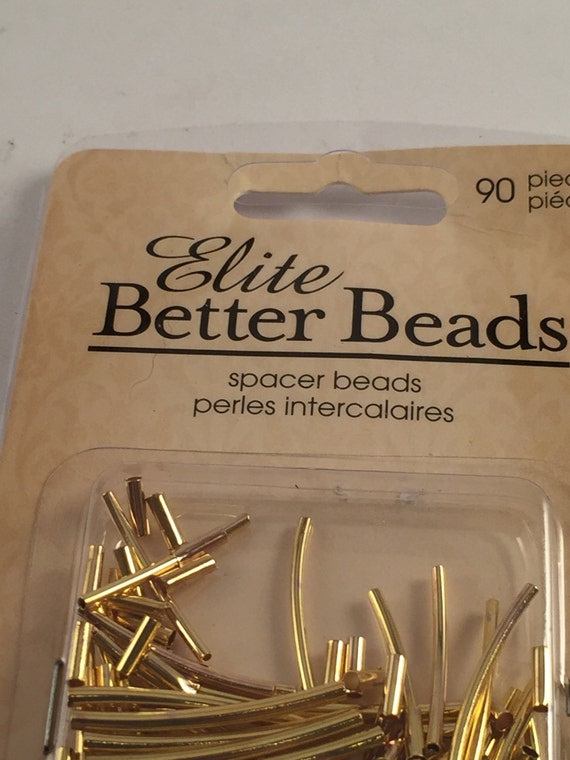 90
Elite
Better Beads
spacer beads
perles intercalaires